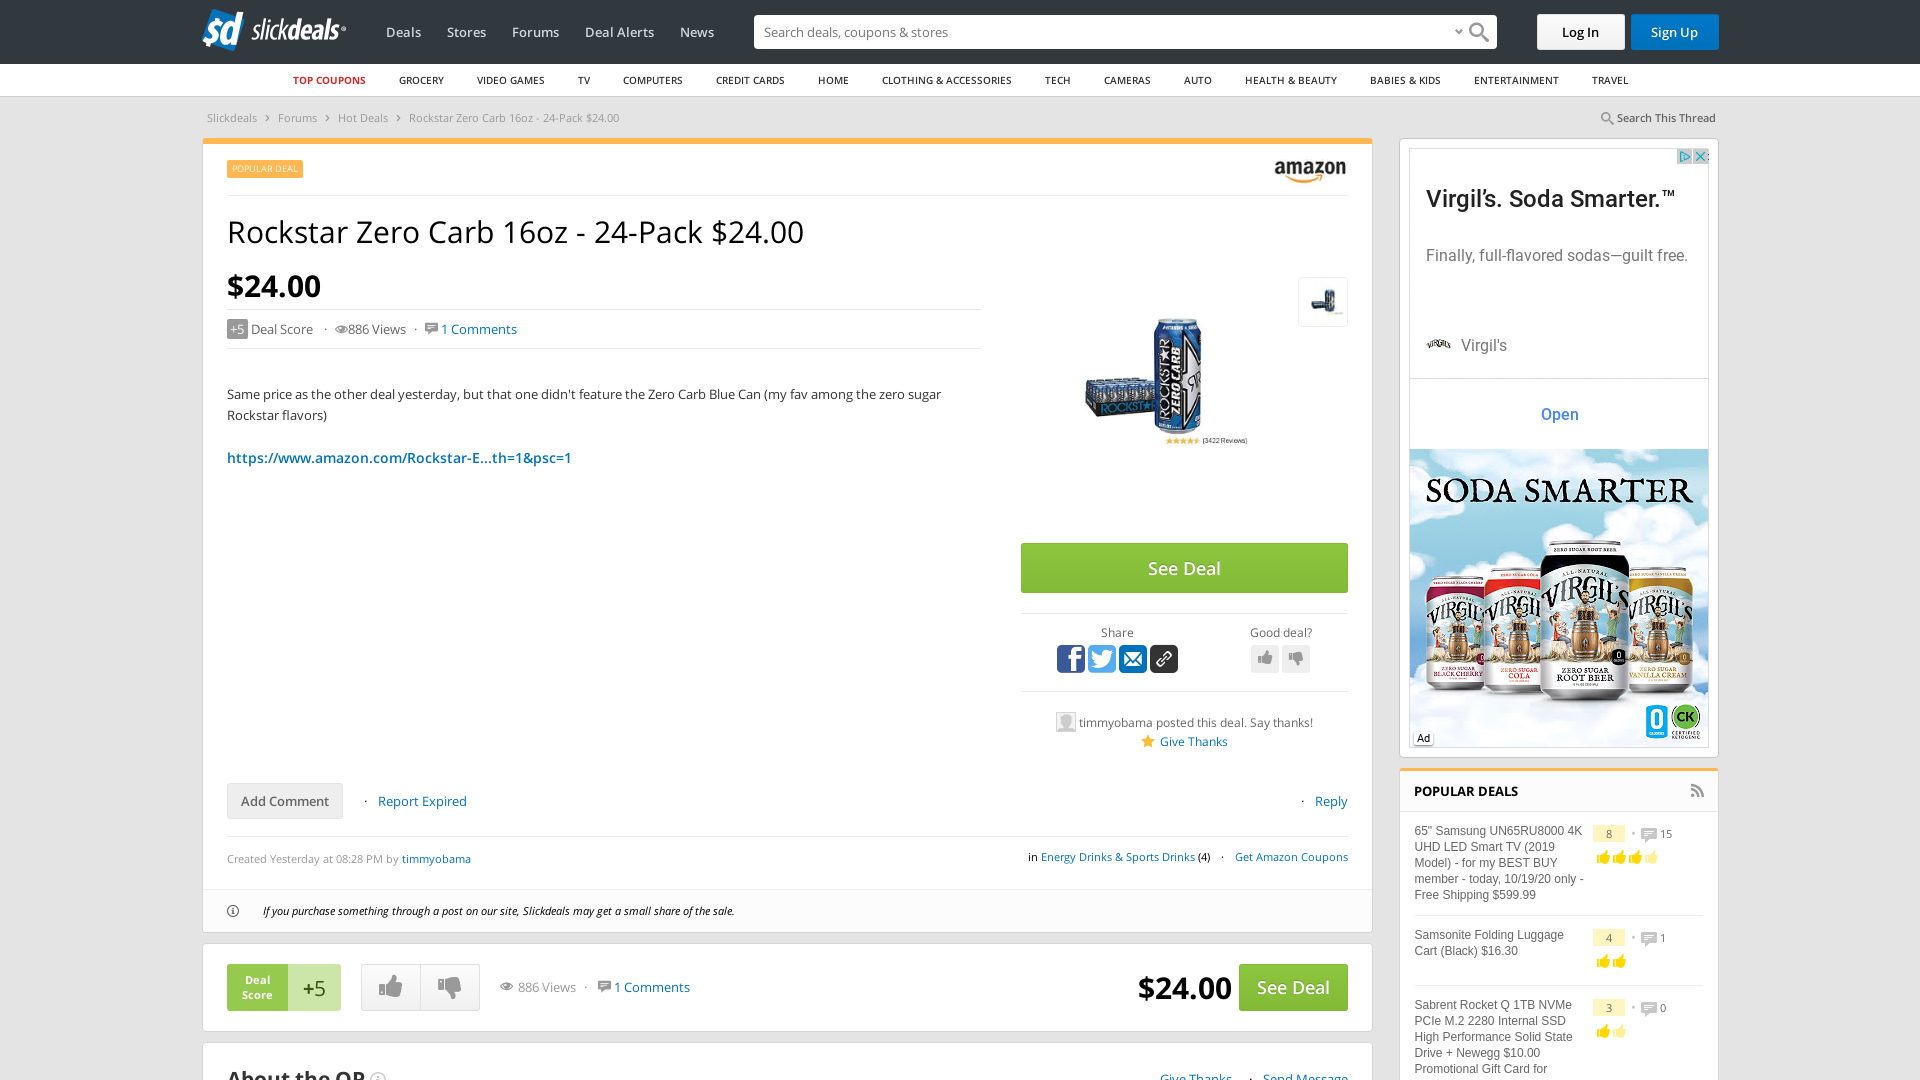 sd slickdeals
Deals Stores Forums Deal Alerts News Search deals, coupons & stores Log In Sign Up
TOP COUPONS GROCERY VIDEO GAMES TV COMPUTERS CREDIT CARDS HOME CLOTHING & ACCESSORIES TECH CAMERAS AUTO HEALTH & BEAUTY BABIES & KIDS ENTERTAINMENT TRAVEL
Slickdeals › Forums › Hot Deals › Rockstar Zero Carb 16oz - 24-Pack $24.00
Search This Thread
POPULAR DEAL
amazon
Rockstar Zero Carb 16oz - 24-Pack $24.00
$24.00
+5 Deal Score · 886 Views · 1 Comments
Same price as the other deal yesterday, but that one didn't feature the Zero Carb Blue Can (my fav among the zero sugar
Rockstar flavors)
https://www.amazon.com/Rockstar-E...th=1&psc=1
ROCKSTAR
ZERO CARB
ROCKSTAR
(3422 Reviews)
See Deal
Share Good deal?
timmyobama posted this deal. Say thanks!
Give Thanks
Add Comment · Report Expired · Reply
Created Yesterday at 08:28 PM by timmyobama
in Energy Drinks & Sports Drinks (4) · Get Amazon Coupons
If you purchase something through a post on our site, Slickdeals may get a small share of the sale.
Deal
Score
+5
886 Views · 1 Comments
$24.00 See Deal
About the OP
Give Thanks · Send Message
Virgil's. Soda Smarter.™
Finally, full-flavored sodas—guilt free.
VIRGIL'S Virgil's
Open
SODA SMARTER
ZERO SUGAR ROOT BEER
ALL-NATURAL
VIRGIL'S
ZERO SUGAR
BLACK CHERRY
ZERO SUGAR
COLA
ZERO SUGAR
ROOT BEER
ZERO SUGAR
VANILLA CREAM
0
CALORIES
CK
CERTIFIED
KETOGENIC
Ad
POPULAR DEALS
65" Samsung UN65RU8000 4K
UHD LED Smart TV (2019
Model) - for my BEST BUY
member - today, 10/19/20 only -
Free Shipping $599.99
8 · 15
Samsonite Folding Luggage
Cart (Black) $16.30
4 · 1
Sabrent Rocket Q 1TB NVMe
PCIe M.2 2280 Internal SSD
High Performance Solid State
Drive + Newegg $10.00
Promotional Gift Card for
3 · 0